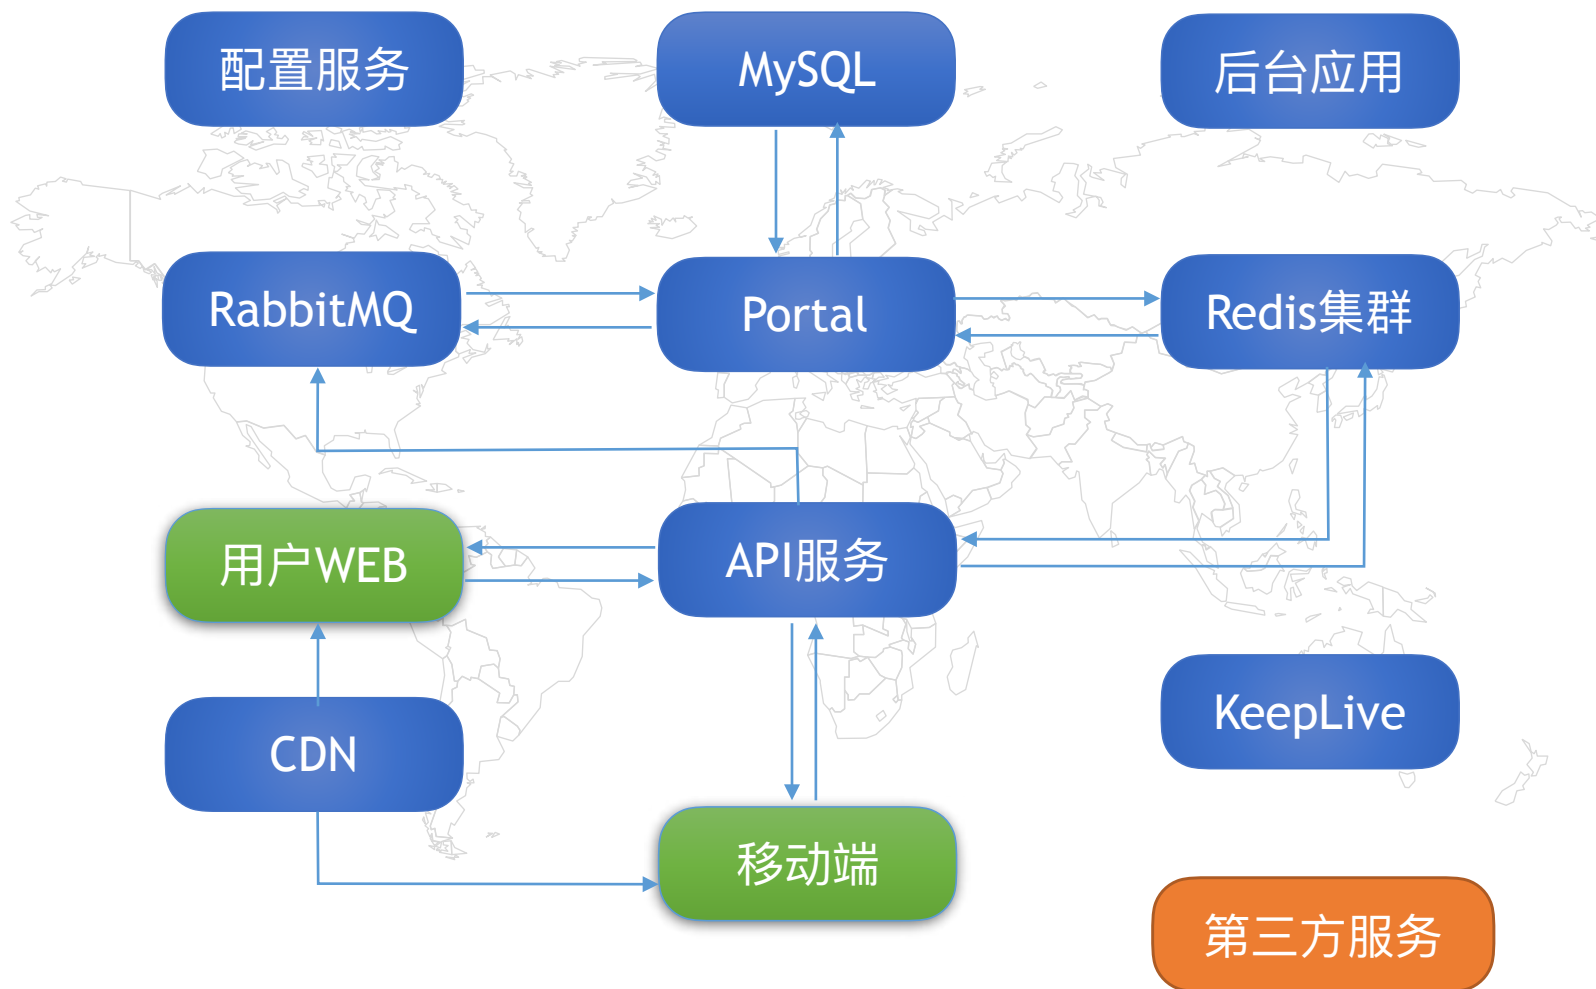 配置服务
MySQL
后台应用
RabbitMQ
Portal
Redis集群
用户WEB
API服务
CDN
KeepLive
移动端
第三方服务